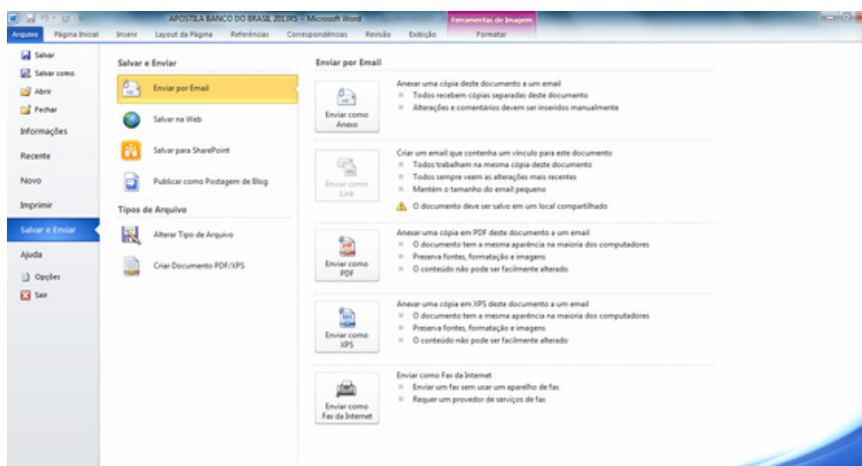 APOSTILA BANCO DO BRASIL 2013RS - Microsoft Word
Ferramentas de Imagem
Arquivo Página Inicial Inserir Layout da Página Referências Correspondências Revisão Exibição Formatar
Salvar
Salvar como
Abrir
Fechar
Informações
Recente
Novo
Imprimir
Salvar e Enviar
Ajuda
Opções
Sair
Salvar e Enviar
Enviar por Email
Salvar na Web
Salvar para SharePoint
Publicar como Postagem de Blog
Tipos de Arquivo
Alterar Tipo de Arquivo
Criar Documento PDF/XPS
Enviar por Email
Enviar como
Anexo
Anexar uma cópia deste documento a um email
Todos recebem cópias separadas deste documento
Alterações e comentários devem ser inseridos manualmente
Enviar como
Link
Criar um email que contenha um vínculo para este documento
Todos trabalham na mesma cópia deste documento
Todos sempre veem as alterações mais recentes
Mantém o tamanho do email pequeno
O documento deve ser salvo em um local compartilhado
Enviar como
PDF
Anexar uma cópia em PDF deste documento a um email
O documento tem a mesma aparência na maioria dos computadores
Preserva fontes, formatação e imagens
O conteúdo não pode ser facilmente alterado
Enviar como
XPS
Anexar uma cópia em XPS deste documento a um email
O documento tem a mesma aparência na maioria dos computadores
Preserva fontes, formatação e imagens
O conteúdo não pode ser facilmente alterado
Enviar como
Fax da Internet
Enviar como Fax da Internet
Enviar um fax sem usar um aparelho de fax
Requer um provedor de serviços de fax